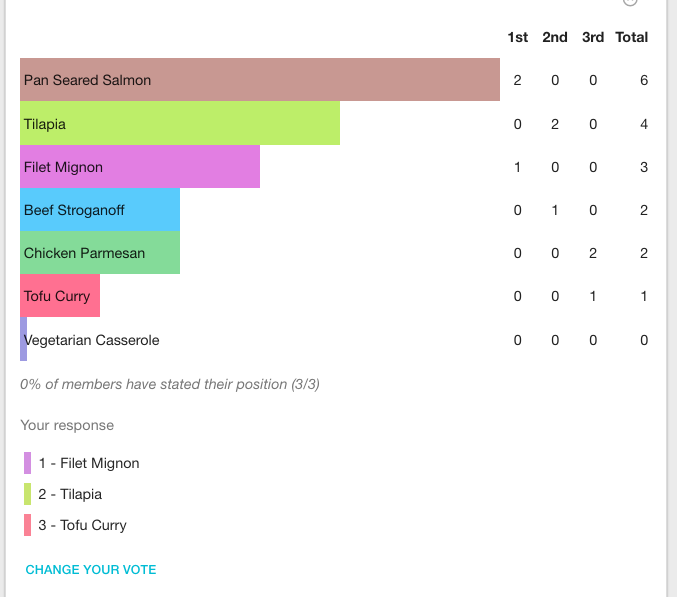 1st 2nd 3rd Total
Pan Seared Salmon 2 0 0 6
Tilapia 0 2 0 4
Filet Mignon 1 0 0 3
Beef Stroganoff 0 1 0 2
Chicken Parmesan 0 0 2 2
Tofu Curry 0 0 1 1
Vegetarian Casserole 0 0 0 0
0% of members have stated their position (3/3)
Your response
1 - Filet Mignon
2 - Tilapia
3 - Tofu Curry
CHANGE YOUR VOTE